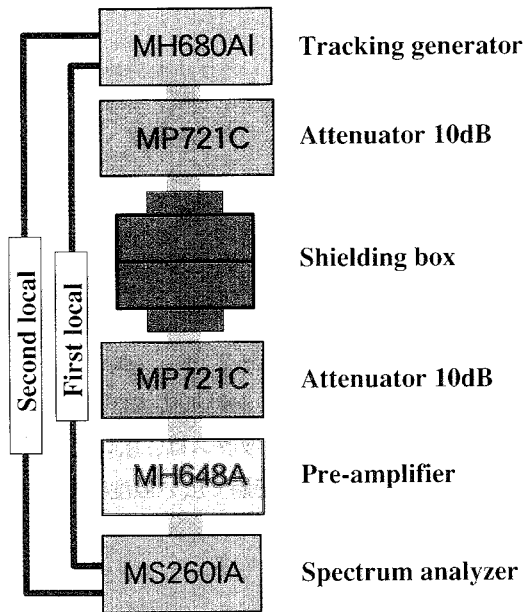 MH680AI Tracking generator
MP721C Attenuator 10dB
Shielding box
Second local
First local
MP721C Attenuator 10dB
MH648A Pre-amplifier
MS260IA Spectrum analyzer